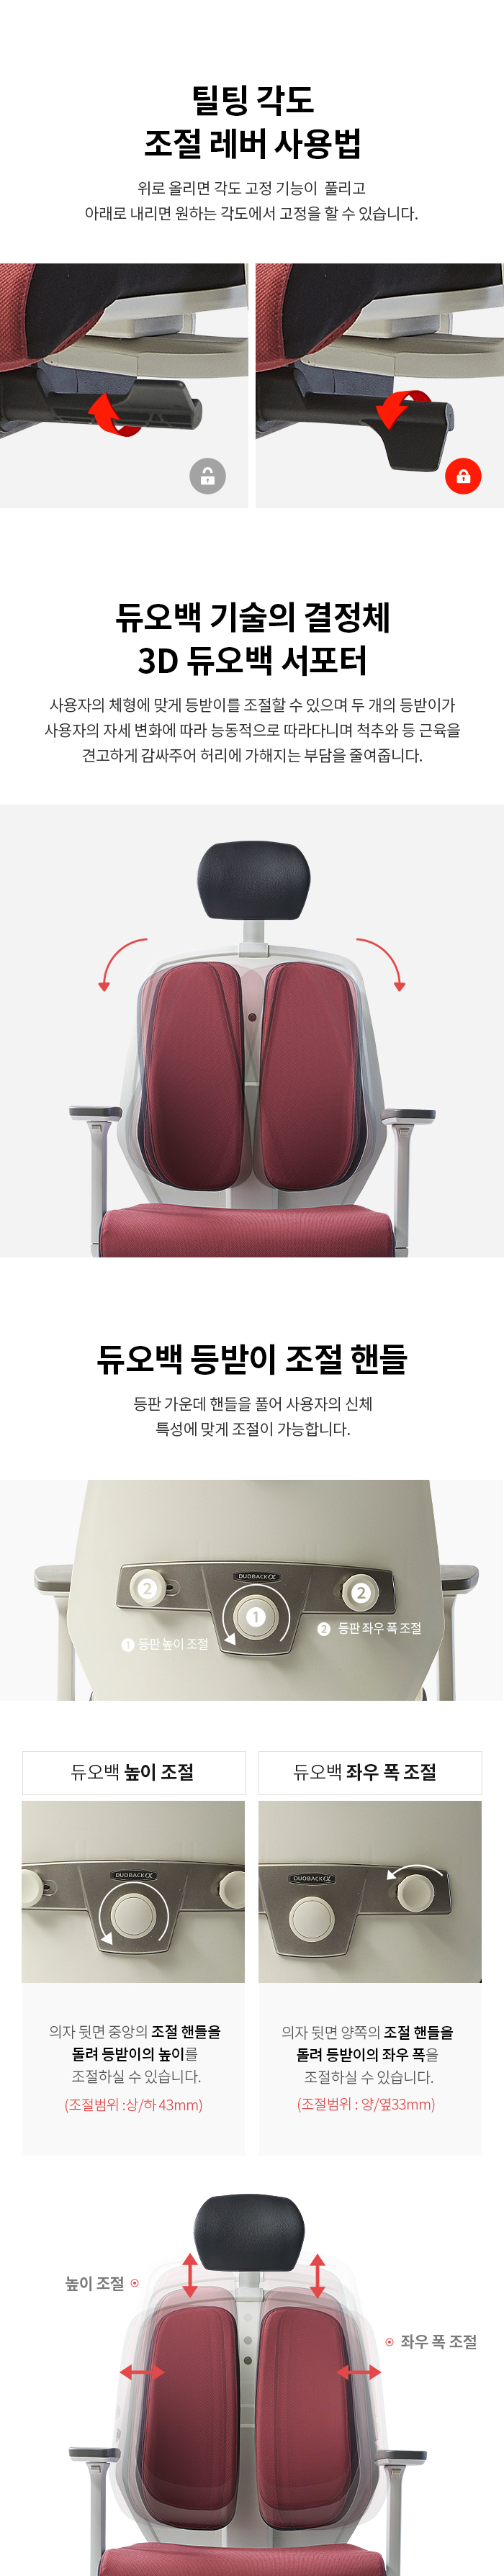 틸팅 각도
조절 레버 사용법
위로 올리면 각도 고정 기능이 풀리고
아래로 내리면 원하는 각도에서 고정을 할 수 있습니다.
듀오백 기술의 결정체
3D 듀오백 서포터
사용자의 체형에 맞게 등받이를 조절할 수 있으며 두 개의 등받이가
사용자의 자세 변화에 따라 능동적으로 따라다니며 척추와 등 근육을
견고하게 감싸주어 허리에 가해지는 부담을 줄여줍니다.
듀오백 등받이 조절 핸들
등판 가운데 핸들을 풀어 사용자의 신체
특성에 맞게 조절이 가능합니다.
DUOBACK α
2
1
2
1 등판 높이 조절
2 등판 좌우 폭 조절
듀오백 높이 조절
DUOBACK α
의자 뒷면 중앙의 조절 핸들을
돌려 등받이의 높이를
조절하실 수 있습니다.
(조절범위 :상/하 43mm)
듀오백 좌우 폭 조절
DUOBACK α
의자 뒷면 양쪽의 조절 핸들을
돌려 등받이의 좌우 폭을
조절하실 수 있습니다.
(조절범위 : 양/옆33mm)
높이 조절
좌우 폭 조절